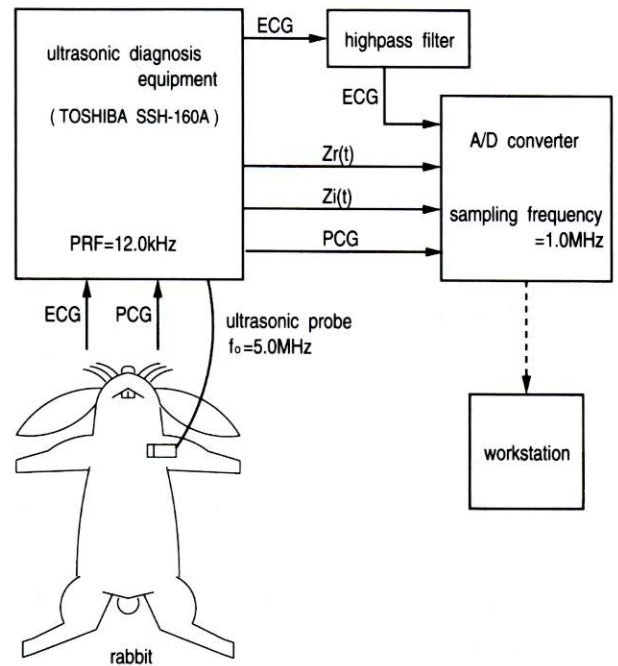 ultrasonic diagnosis
equipment
( TOSHIBA SSH-160A )
PRF=12.0kHz
ECG
highpass filter
ECG
A/D converter
sampling frequency
=1.0MHz
Zr(t)
Zi(t)
PCG
ECG
PCG
ultrasonic probe
fo=5.0MHz
workstation
rabbit